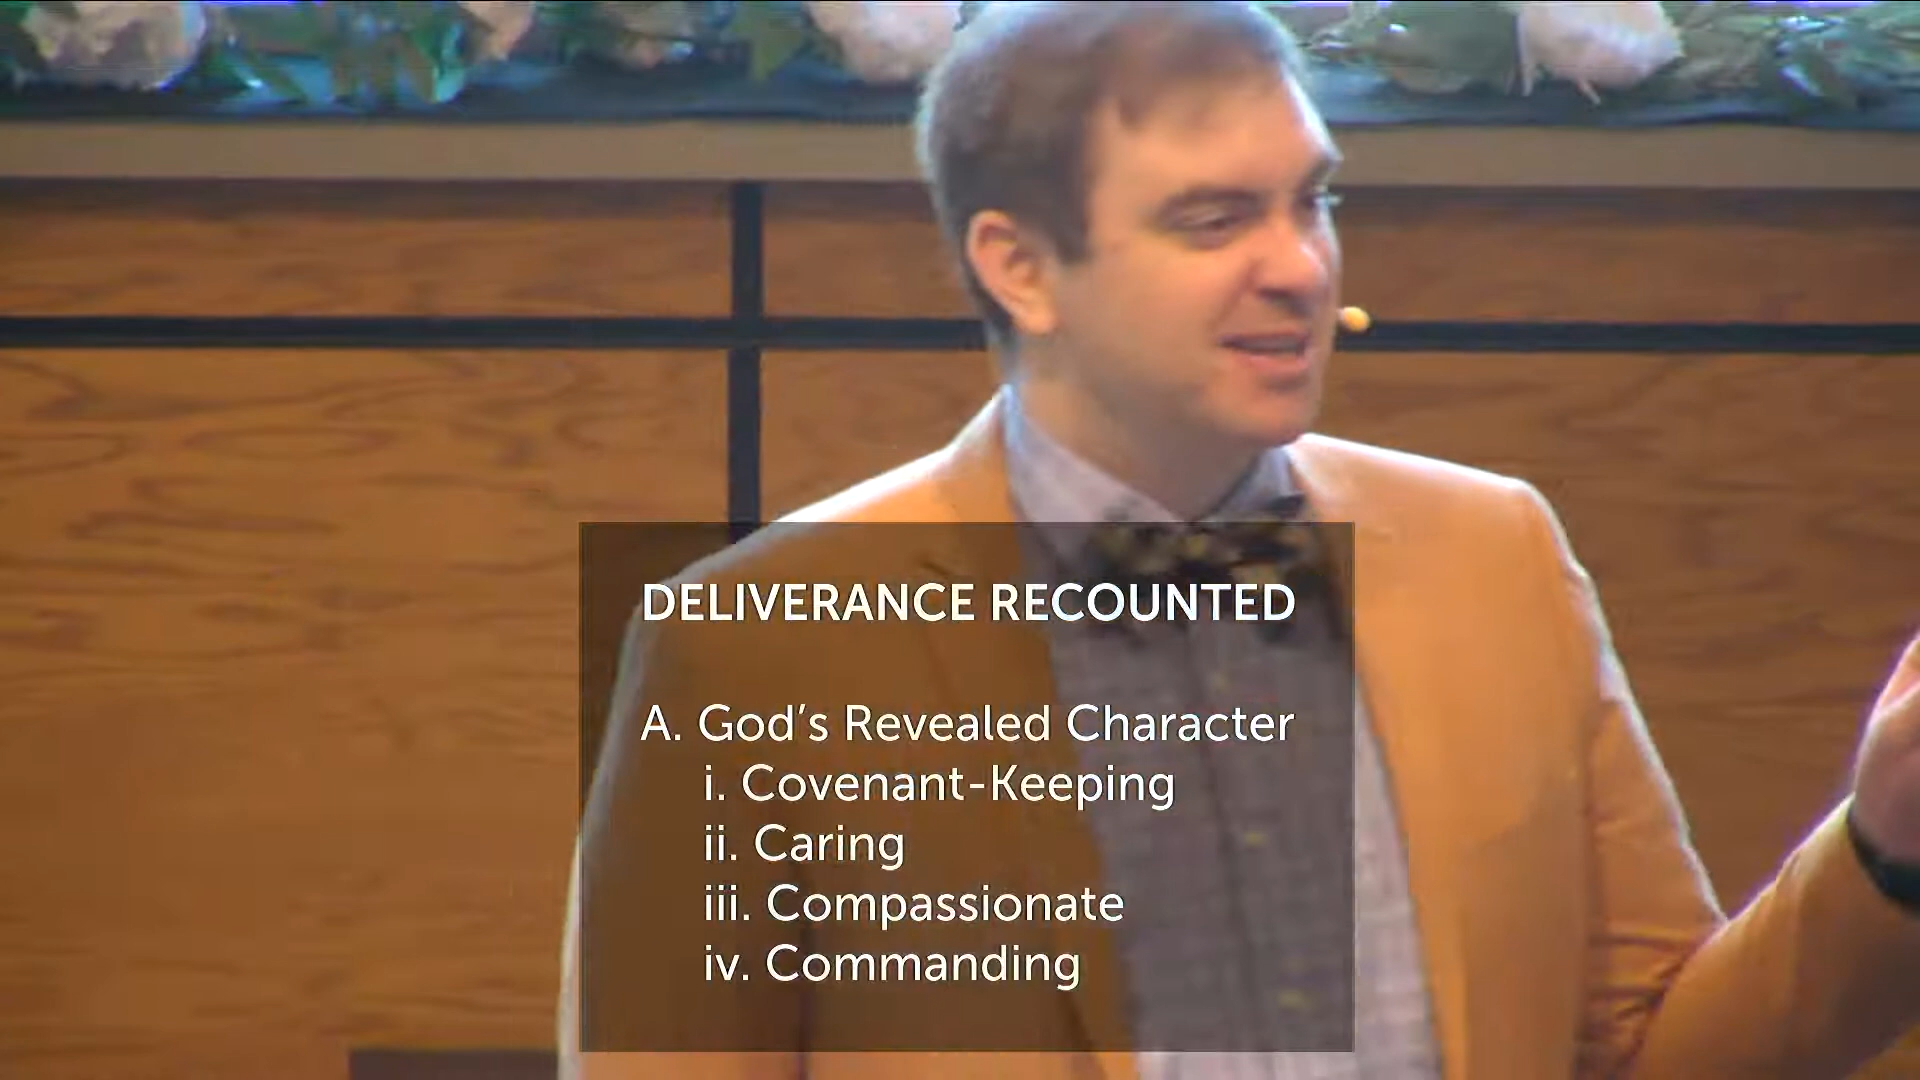 DELIVERANCE RECOUNTED
A. God's Revealed Character
i. Covenant-Keeping
ii. Caring
iii. Compassionate
iv. Commanding